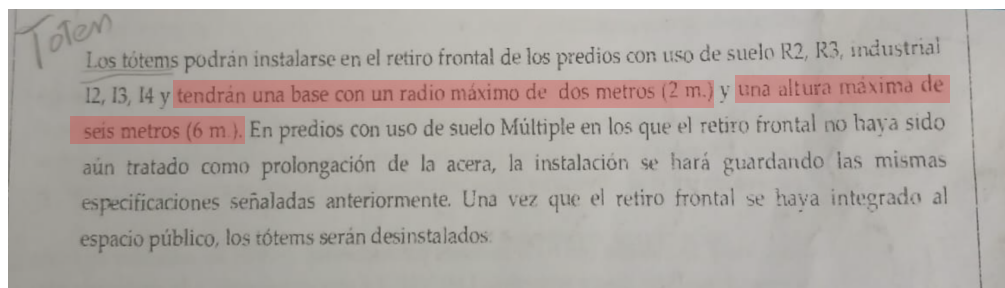 Toten
Los tótems podrán instalarse en el retiro frontal de los predios con uso de suelo R2, R3, industrial
I2, I3, I4 y tendrán una base con un radio máximo de dos metros (2 m.) y una altura máxima de
seis metros (6 m.). En predios con uso de suelo Múltiple en los que el retiro frontal no haya sido
aún tratado como prolongación de la acera, la instalación se hará guardando las mismas
especificaciones señaladas anteriormente. Una vez que el retiro frontal se haya integrado al
espacio público, los tótems serán desinstalados.